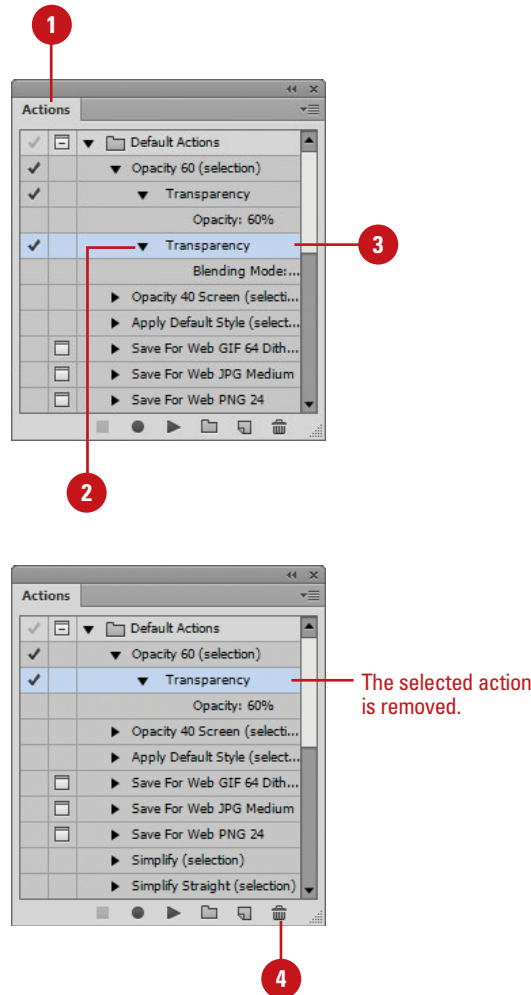 1
Actions
Default Actions
Opacity 60 (selection)
Transparency
Opacity: 60%
Transparency
3
Blending Mode:...
Opacity 40 Screen (selecti...
Apply Default Style (select...
Save For Web GIF 64 Dith...
Save For Web JPG Medium
Save For Web PNG 24
2
Actions
Default Actions
Opacity 60 (selection)
Transparency
The selected action
is removed.
Opacity: 60%
Opacity 40 Screen (selecti...
Apply Default Style (select...
Save For Web GIF 64 Dith...
Save For Web JPG Medium
Save For Web PNG 24
Simplify (selection)
Simplify Straight (selection)
4